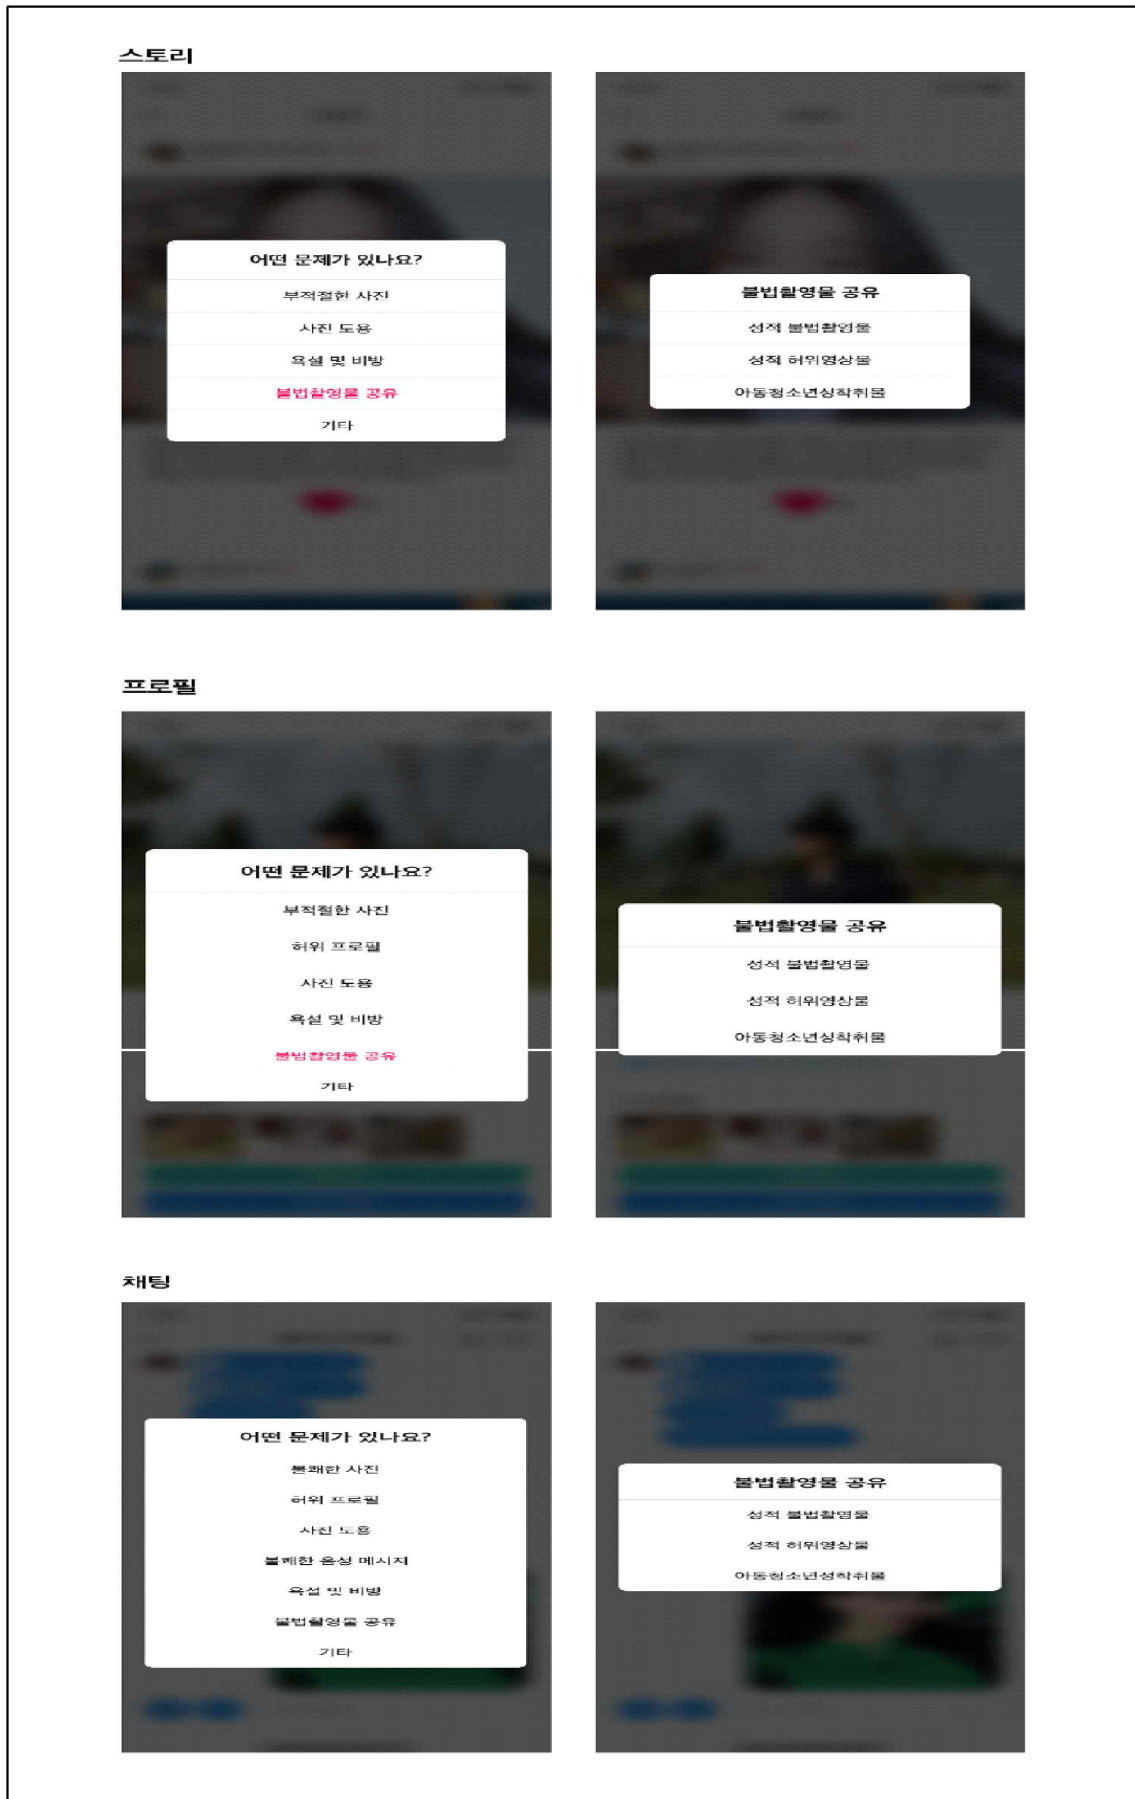 스토리
어떤 문제가 있나요?
부적절한 사진
사진 도용
욕설 및 비방
불법촬영물 공유
기타
불법촬영물 공유
성적 불법촬영물
성적 허위영상물
아동청소년성착취물
프로필
어떤 문제가 있나요?
부적절한 사진
허위 프로필
사진 도용
욕설 및 비방
불법촬영물 공유
기타
불법촬영물 공유
성적 불법촬영물
성적 허위영상물
아동청소년성착취물
채팅
어떤 문제가 있나요?
불쾌한 사진
허위 프로필
사진 도용
불쾌한 음성 메시지
욕설 및 비방
불법촬영물 공유
기타
불법촬영물 공유
성적 불법촬영물
성적 허위영상물
아동청소년성착취물